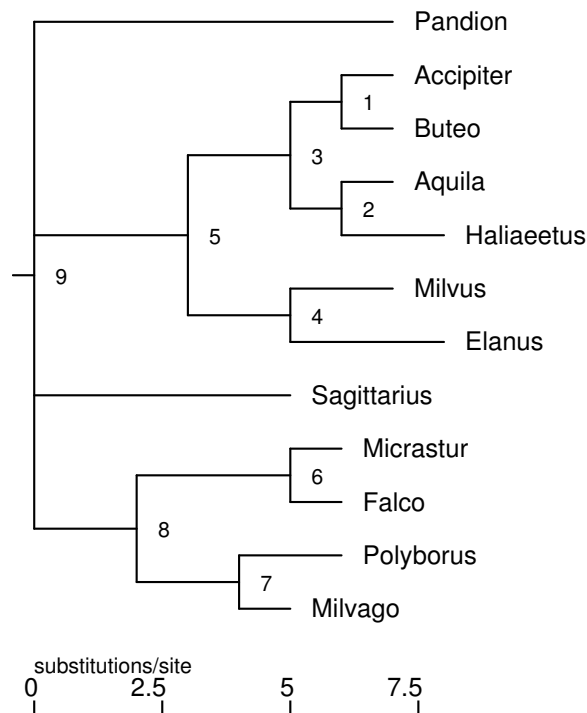 Pandion
Accipiter
1
Buteo
3
Aquila
2
Haliaeetus
5
9
Milvus
4
Elanus
Sagittarius
Micrastur
6
Falco
8
Polyborus
7
Milvago
substitutions/site
0 2.5 5 7.5